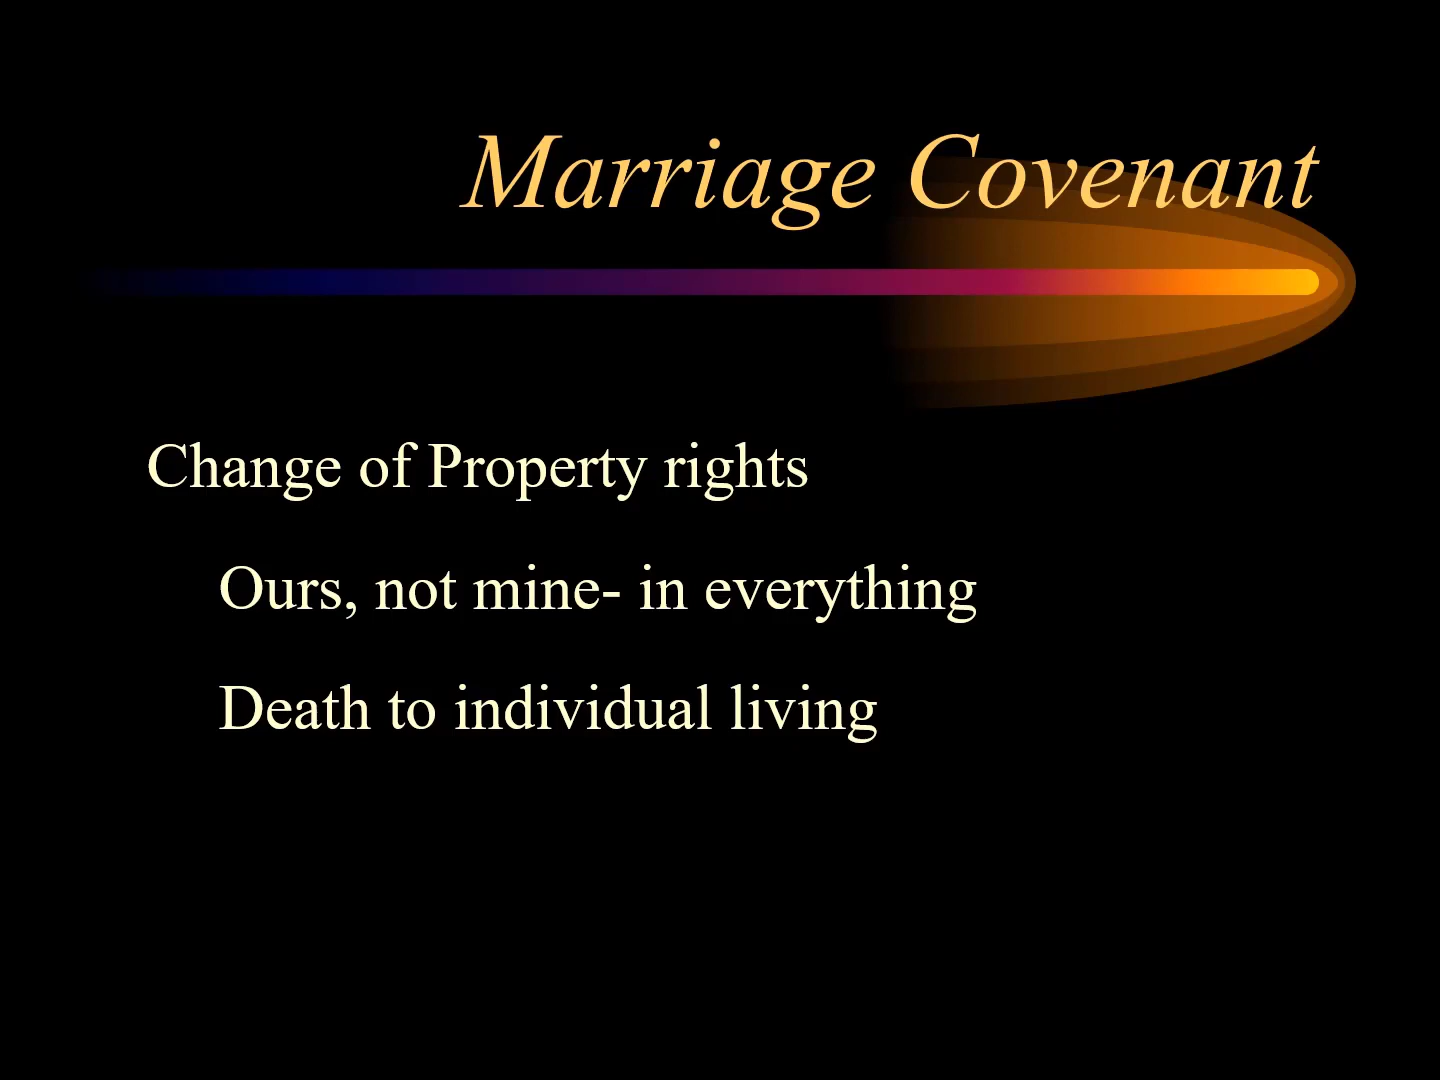 Marriage Covenant
Change of Property rights
Ours, not mine- in everything
Death to individual living